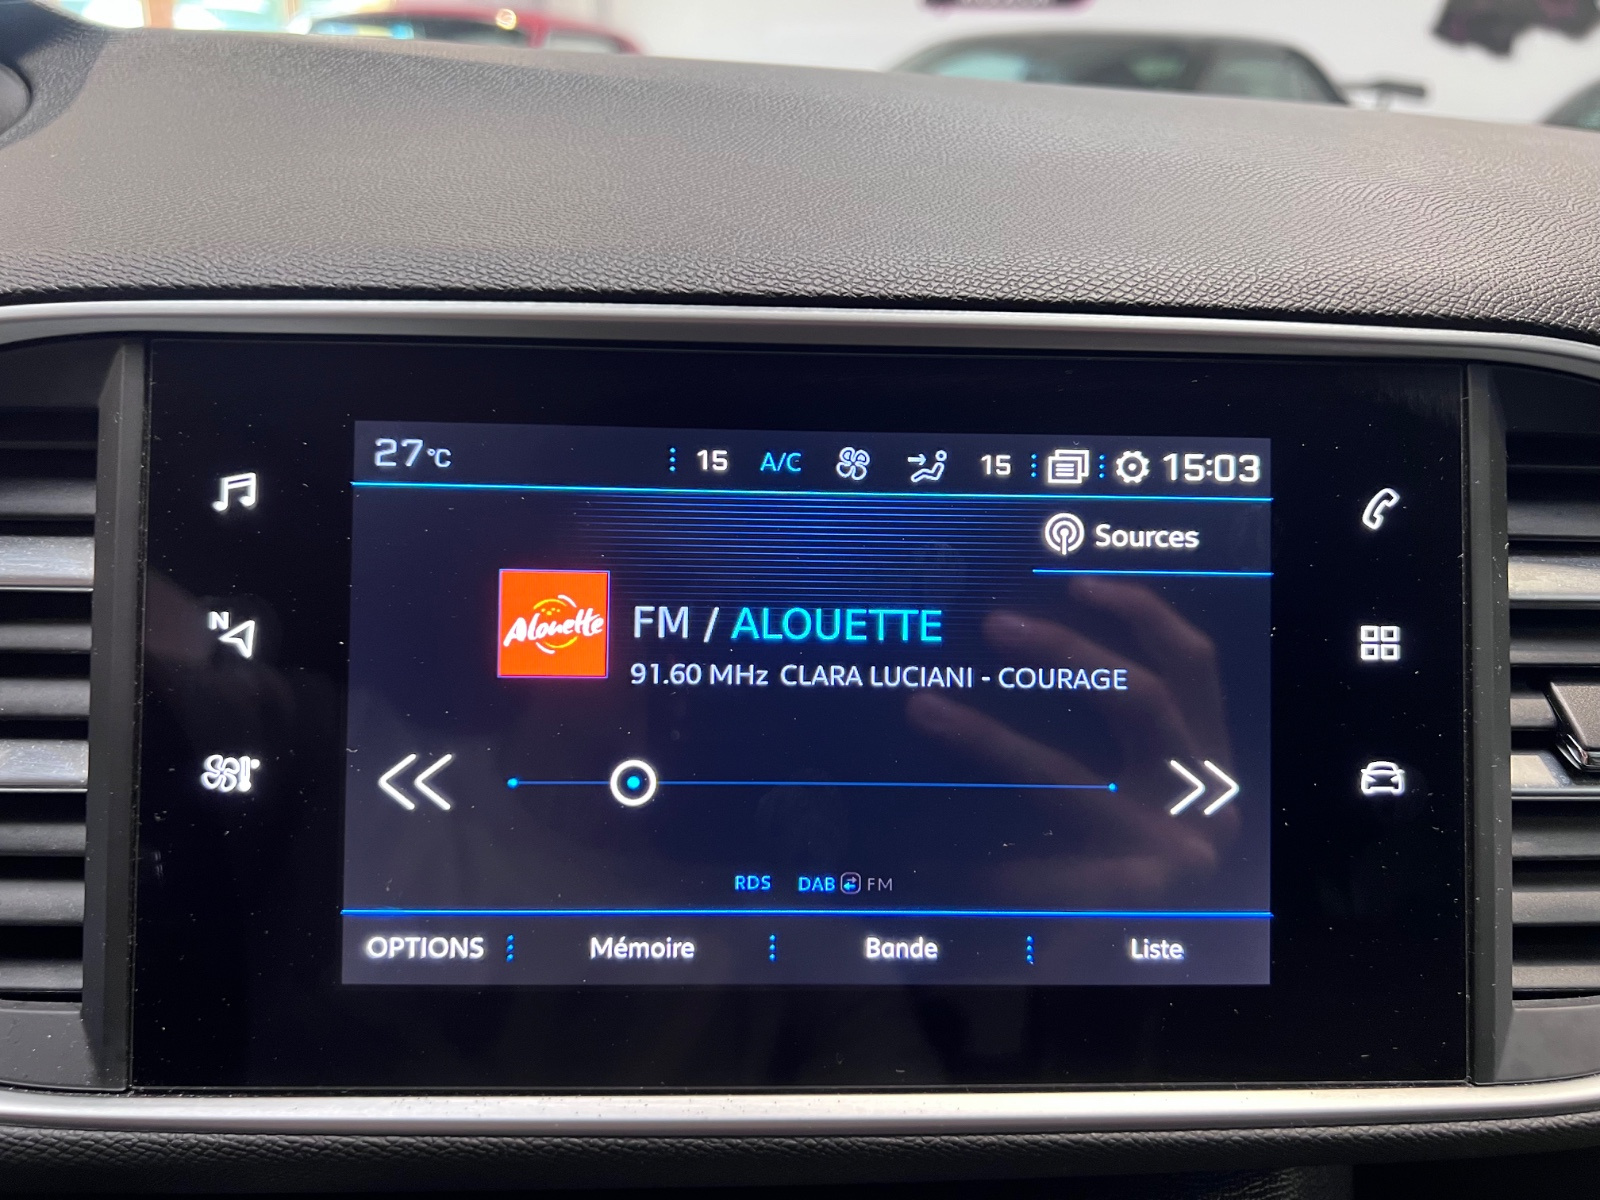 27°C 15 A/C 15 15:03
Sources
Alouette
FM / ALOUETTE
91.60 MHz CLARA LUCIANI - COURAGE
N
RDS DAB FM
OPTIONS Mémoire Bande Liste